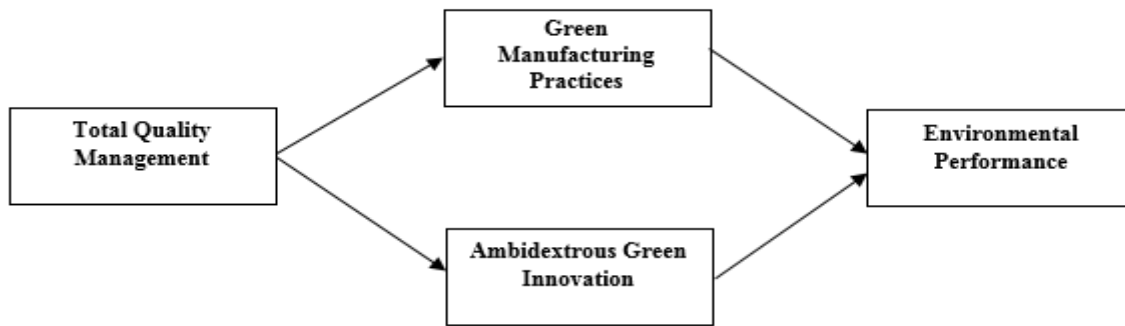 Green
Manufacturing
Practices
Total Quality
Management
Environmental
Performance
Ambidextrous Green
Innovation